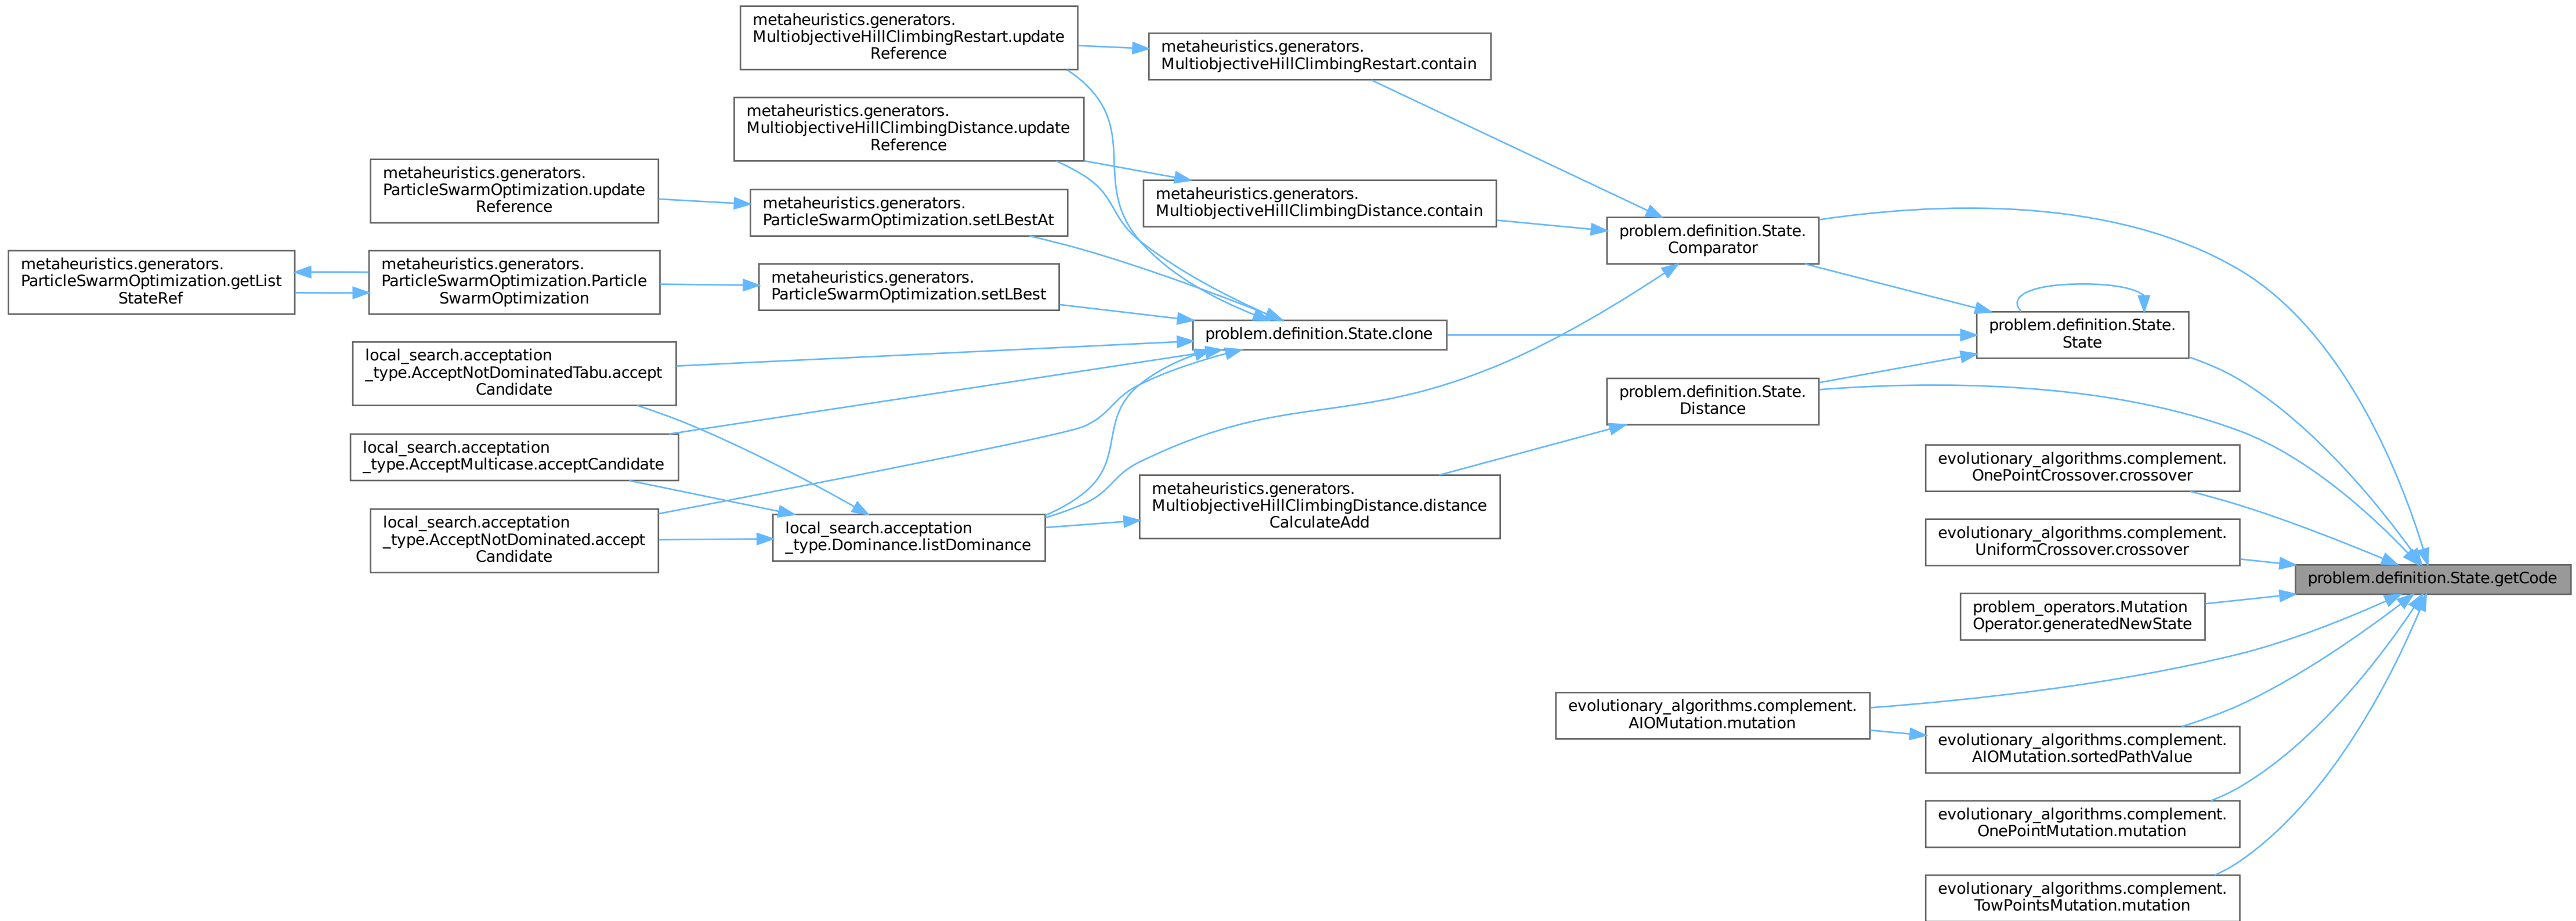 metaheuristics.generators.
MultiobjectiveHillClimbingRestart.update
Reference
metaheuristics.generators.
MultiobjectiveHillClimbingRestart.contain
metaheuristics.generators.
MultiobjectiveHillClimbingDistance.update
Reference
metaheuristics.generators.
ParticleSwarmOptimization.update
Reference
metaheuristics.generators.
ParticleSwarmOptimization.setLBestAt
metaheuristics.generators.
MultiobjectiveHillClimbingDistance.contain
problem.definition.State.
Comparator
metaheuristics.generators.
ParticleSwarmOptimization.getList
StateRef
metaheuristics.generators.
ParticleSwarmOptimization.Particle
SwarmOptimization
metaheuristics.generators.
ParticleSwarmOptimization.setLBest
problem.definition.State.clone
problem.definition.State.
State
local_search.acceptation
_type.AcceptNotDominatedTabu.accept
Candidate
problem.definition.State.
Distance
local_search.acceptation
_type.AcceptMulticase.acceptCandidate
evolutionary_algorithms.complement.
OnePointCrossover.crossover
local_search.acceptation
_type.AcceptNotDominated.accept
Candidate
local_search.acceptation
_type.Dominance.listDominance
metaheuristics.generators.
MultiobjectiveHillClimbingDistance.distance
CalculateAdd
evolutionary_algorithms.complement.
UniformCrossover.crossover
problem.definition.State.getCode
problem_operators.Mutation
Operator.generatedNewState
evolutionary_algorithms.complement.
AIOMutation.mutation
evolutionary_algorithms.complement.
AIOMutation.sortedPathValue
evolutionary_algorithms.complement.
OnePointMutation.mutation
evolutionary_algorithms.complement.
TowPointsMutation.mutation